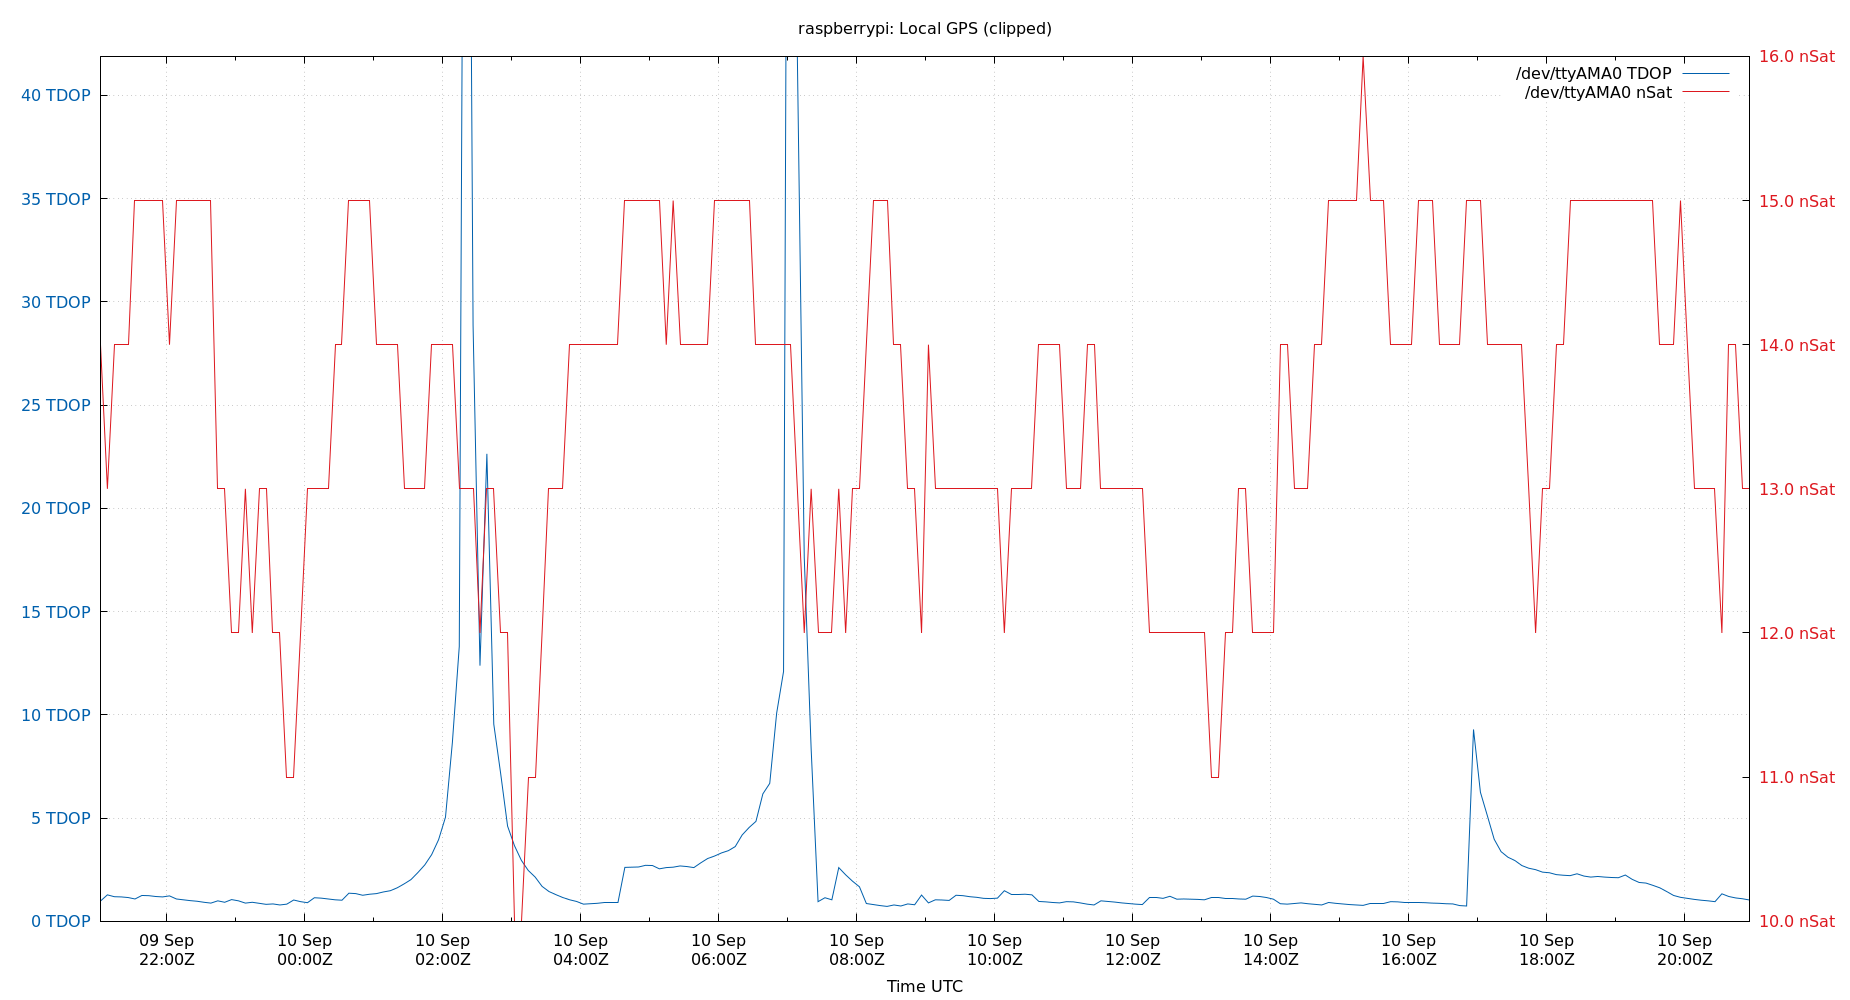 raspberrypi: Local GPS (clipped)
/dev/ttyAMA0 TDOP
/dev/ttyAMA0 nSat
40 TDOP
35 TDOP
30 TDOP
25 TDOP
20 TDOP
15 TDOP
10 TDOP
5 TDOP
0 TDOP
16.0 nSat
15.0 nSat
14.0 nSat
13.0 nSat
12.0 nSat
11.0 nSat
10.0 nSat
09 Sep
22:00Z
10 Sep
00:00Z
10 Sep
02:00Z
10 Sep
04:00Z
10 Sep
06:00Z
10 Sep
08:00Z
10 Sep
10:00Z
10 Sep
12:00Z
10 Sep
14:00Z
10 Sep
16:00Z
10 Sep
18:00Z
10 Sep
20:00Z
Time UTC